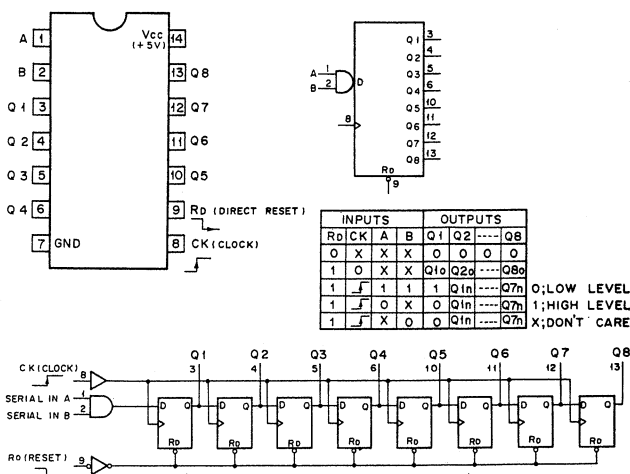 A 1
B 2
Q1 3
Q2 4
Q3 5
Q4 6
7 GND
Vcc 14
(+5V)
13 Q8
12 Q7
11 Q6
10 Q5
9 RD (DIRECT RESET)
8 CK(CLOCK)
A 1
B 2
D
8
Q1 3
Q2 4
Q3 5
Q4 6
Q5 10
Q6 11
Q7 12
Q8 13
RD
9
INPUTS OUTPUTS
RD CK A B Q1 Q2 ---- Q8
0 X X X 0 0 0 0
1 0 X X Q10 Q20 ---- Q80
1 1 1 1 Q1n ---- Q7n 0;LOW LEVEL
1 0 X 0 Q1n ---- Q7n 1;HIGH LEVEL
1 X 0 0 Q1n ---- Q7n X;DON'T CARE
Q1 Q2 Q3 Q4 Q5 Q6 Q7 Q8
3 4 5 6 10 11 12 13
CK(CLOCK) 8
SERIAL IN A 1
SERIAL IN B 2
D Q D Q D Q D Q D Q D Q D Q D Q
RD RD RD RD RD RD RD RD
RD (RESET) 9